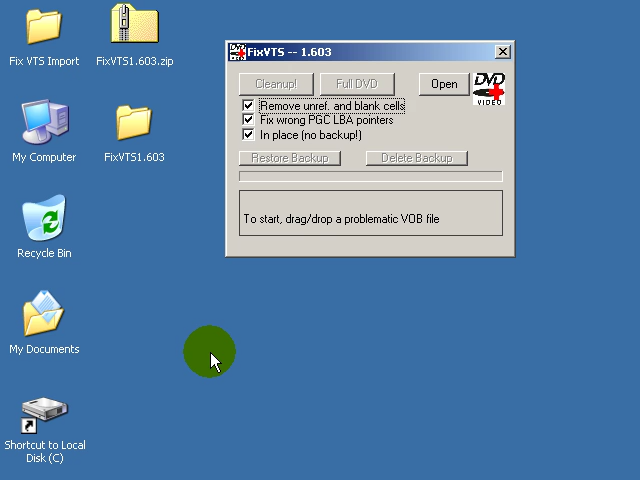 Fix VTS Import
FixVTS1.603.zip
My Computer
FixVTS1.603
Recycle Bin
My Documents
Shortcut to Local
Disk (C)
FixVTS -- 1.603
Cleanup!
Full DVD
Open
DVD
VIDEO
Remove unref. and blank cells
Fix wrong PGC LBA pointers
In place (no backup!)
Restore Backup
Delete Backup
To start, drag/drop a problematic VOB file